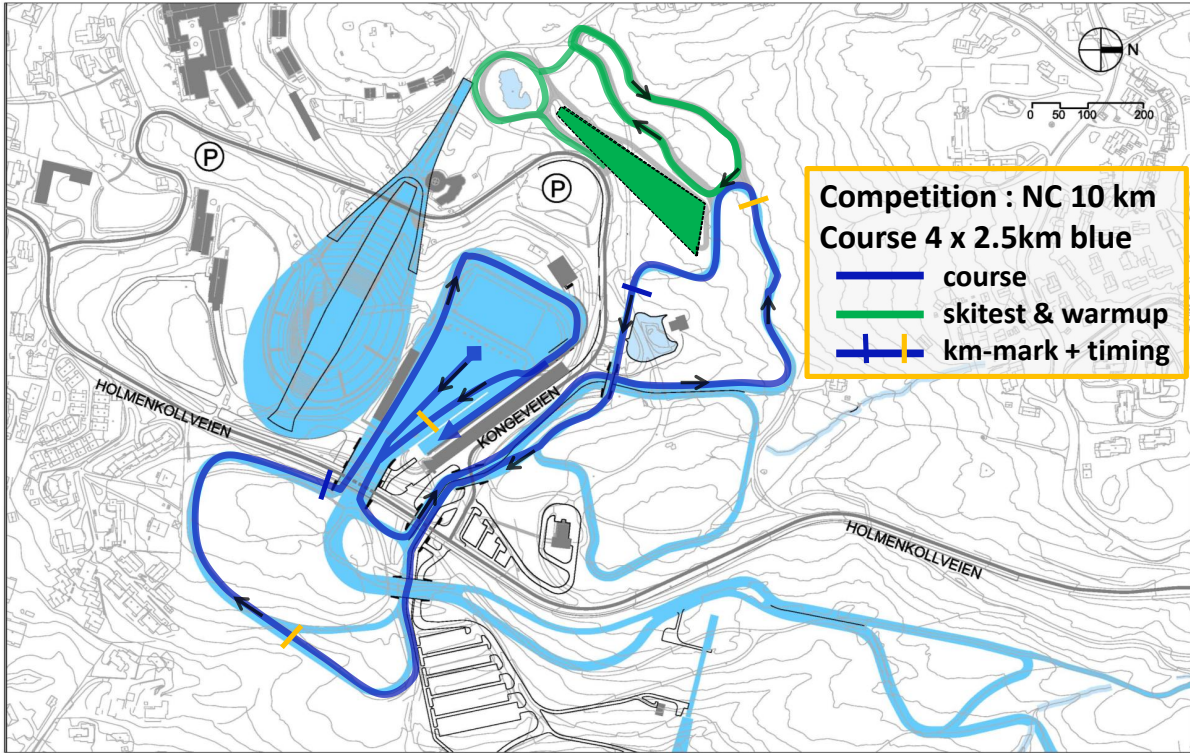 N
0 50 100 200
P
P
Competition : NC 10 km
Course 4 x 2.5km blue
course
skitest & warmup
km-mark + timing
HOLMENKOLLVEIEN
KONGEVEIEN
HOLMENKOLLVEIEN